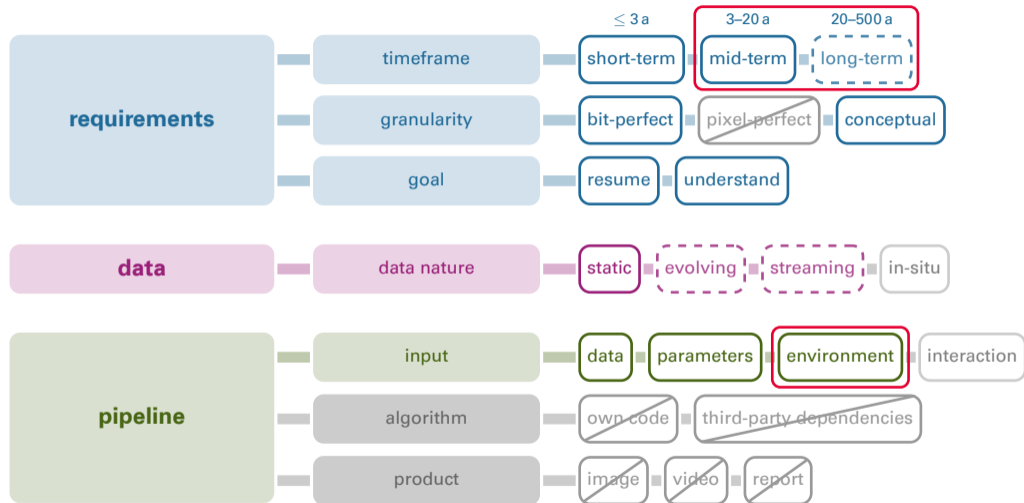 ≤ 3 a 3–20 a 20–500 a
requirements timeframe short-term mid-term long-term
granularity bit-perfect pixel-perfect conceptual
goal resume understand
data data nature static evolving streaming in-situ
pipeline input data parameters environment interaction
algorithm own code third-party dependencies
product image video report